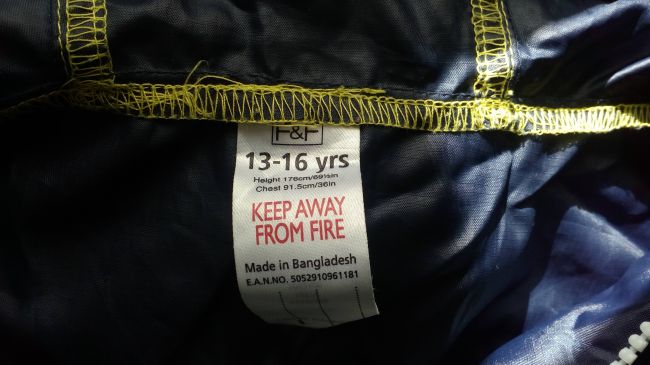 F&F
13-16 yrs
Height 176cm/69½in
Chest 91.5cm/36in
KEEP AWAY
FROM FIRE
Made in Bangladesh
E.A.N.NO. 5052910961181